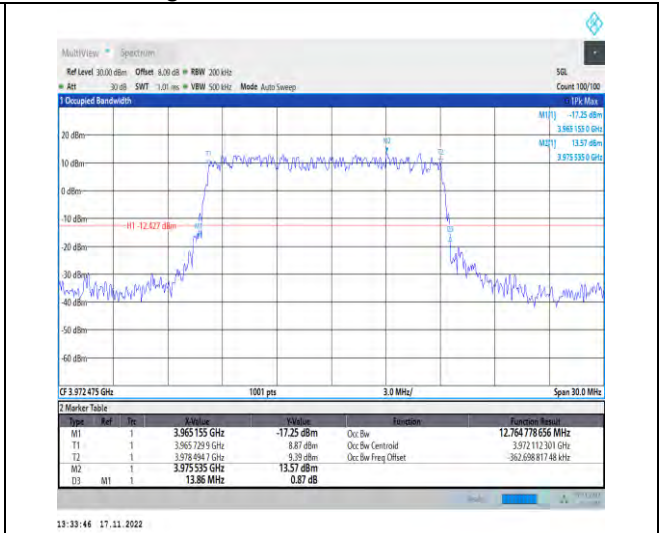 MultiView Spectrum
Ref Level 30.00 dBm Offset 8.09 dB RBW 200 kHz SGL
Att 30 dB SWT 1.01 ms VBW 500 kHz Mode Auto Sweep Count 100/100
1 Occupied Bandwidth 1Pk Max
M1[1] -17.25 dBm
3.965 155 0 GHz
M2[1] 13.57 dBm
3.975 535 0 GHz
20 dBm
M2
T1 T2
10 dBm
0 dBm
-10 dBm
H1 -12.427 dBm
-20 dBm
-30 dBm
-40 dBm
-50 dBm
-60 dBm
CF 3.972 475 GHz 1001 pts 3.0 MHz/ Span 30.0 MHz
2 Marker Table
Type Ref Trc X-Value Y-Value Function Function Result
M1 1 3.965 155 GHz -17.25 dBm Occ Bw 12.764 778 656 MHz
T1 1 3.965 729 9 GHz 8.87 dBm Occ Bw Centroid 3.972 112 301 GHz
T2 1 3.978 494 7 GHz 9.39 dBm Occ Bw Freq Offset -362.698 817 48 kHz
M2 1 3.975 535 GHz 13.57 dBm
D3 M1 1 13.86 MHz 0.87 dB
13:33:46 17.11.2022